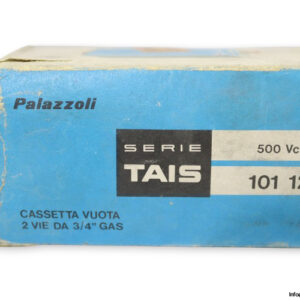 Palazzoli
SERIE
TAIS
500 Vc
101 12
CASSETTA VUOTA
2 VIE DA 3/4" GAS